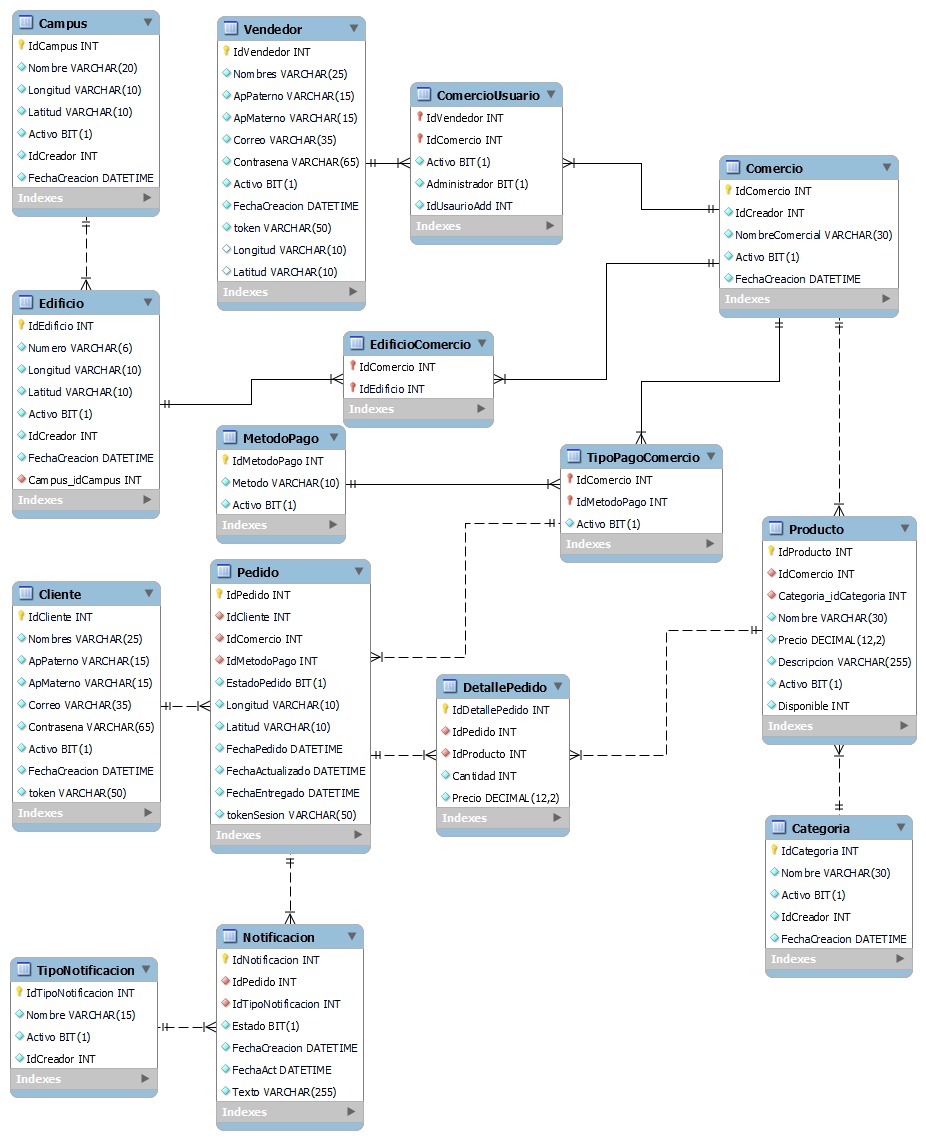 Campus
IdCampus INT
Nombre VARCHAR(20)
Longitud VARCHAR(10)
Latitud VARCHAR(10)
Activo BIT(1)
IdCreador INT
FechaCreacion DATETIME
Indexes
Vendedor
IdVendedor INT
Nombres VARCHAR(25)
ApPaterno VARCHAR(15)
ApMaterno VARCHAR(15)
Correo VARCHAR(35)
Contrasena VARCHAR(65)
Activo BIT(1)
FechaCreacion DATETIME
token VARCHAR(50)
Longitud VARCHAR(10)
Latitud VARCHAR(10)
Indexes
ComercioUsuario
IdVendedor INT
IdComercio INT
Activo BIT(1)
Administrador BIT(1)
IdUsaurioAdd INT
Indexes
Comercio
IdComercio INT
IdCreador INT
NombreComercial VARCHAR(30)
Activo BIT(1)
FechaCreacion DATETIME
Indexes
Edificio
IdEdificio INT
Numero VARCHAR(6)
Longitud VARCHAR(10)
Latitud VARCHAR(10)
Activo BIT(1)
IdCreador INT
FechaCreacion DATETIME
Campus_idCampus INT
Indexes
EdificioComercio
IdComercio INT
IdEdificio INT
Indexes
MetodoPago
IdMetodoPago INT
Metodo VARCHAR(10)
Activo BIT(1)
Indexes
TipoPagoComercio
IdComercio INT
IdMetodoPago INT
Activo BIT(1)
Indexes
Producto
IdProducto INT
IdComercio INT
Categoria_idCategoria INT
Nombre VARCHAR(30)
Precio DECIMAL(12,2)
Descripcion VARCHAR(255)
Activo BIT(1)
Disponible INT
Indexes
Cliente
IdCliente INT
Nombres VARCHAR(25)
ApPaterno VARCHAR(15)
ApMaterno VARCHAR(15)
Correo VARCHAR(35)
Contrasena VARCHAR(65)
Activo BIT(1)
FechaCreacion DATETIME
token VARCHAR(50)
Indexes
Pedido
IdPedido INT
IdCliente INT
IdComercio INT
IdMetodoPago INT
EstadoPedido BIT(1)
Longitud VARCHAR(10)
Latitud VARCHAR(10)
FechaPedido DATETIME
FechaActualizado DATETIME
FechaEntregado DATETIME
tokenSesion VARCHAR(50)
Indexes
DetallePedido
IdDetallePedido INT
IdPedido INT
IdProducto INT
Cantidad INT
Precio DECIMAL(12,2)
Indexes
Categoria
IdCategoria INT
Nombre VARCHAR(30)
Activo BIT(1)
IdCreador INT
FechaCreacion DATETIME
Indexes
TipoNotificacion
IdTipoNotificacion INT
Nombre VARCHAR(15)
Activo BIT(1)
IdCreador INT
Indexes
Notificacion
IdNotificacion INT
IdPedido INT
IdTipoNotificacion INT
Estado BIT(1)
FechaCreacion DATETIME
FechaAct DATETIME
Texto VARCHAR(255)
Indexes